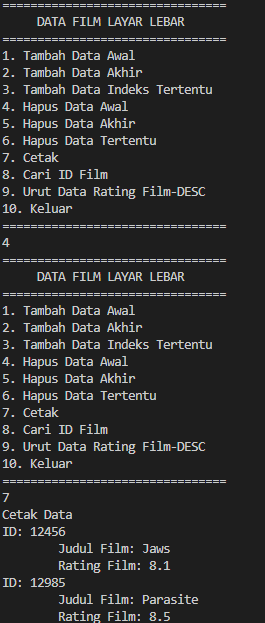 ================================
DATA FILM LAYAR LEBAR
================================
1. Tambah Data Awal
2. Tambah Data Akhir
3. Tambah Data Indeks Tertentu
4. Hapus Data Awal
5. Hapus Data Akhir
6. Hapus Data Tertentu
7. Cetak
8. Cari ID Film
9. Urut Data Rating Film-DESC
10. Keluar
================================
4
================================
DATA FILM LAYAR LEBAR
================================
1. Tambah Data Awal
2. Tambah Data Akhir
3. Tambah Data Indeks Tertentu
4. Hapus Data Awal
5. Hapus Data Akhir
6. Hapus Data Tertentu
7. Cetak
8. Cari ID Film
9. Urut Data Rating Film-DESC
10. Keluar
================================
7
Cetak Data
ID: 12456
Judul Film: Jaws
Rating Film: 8.1
ID: 12985
Judul Film: Parasite
Rating Film: 8.5